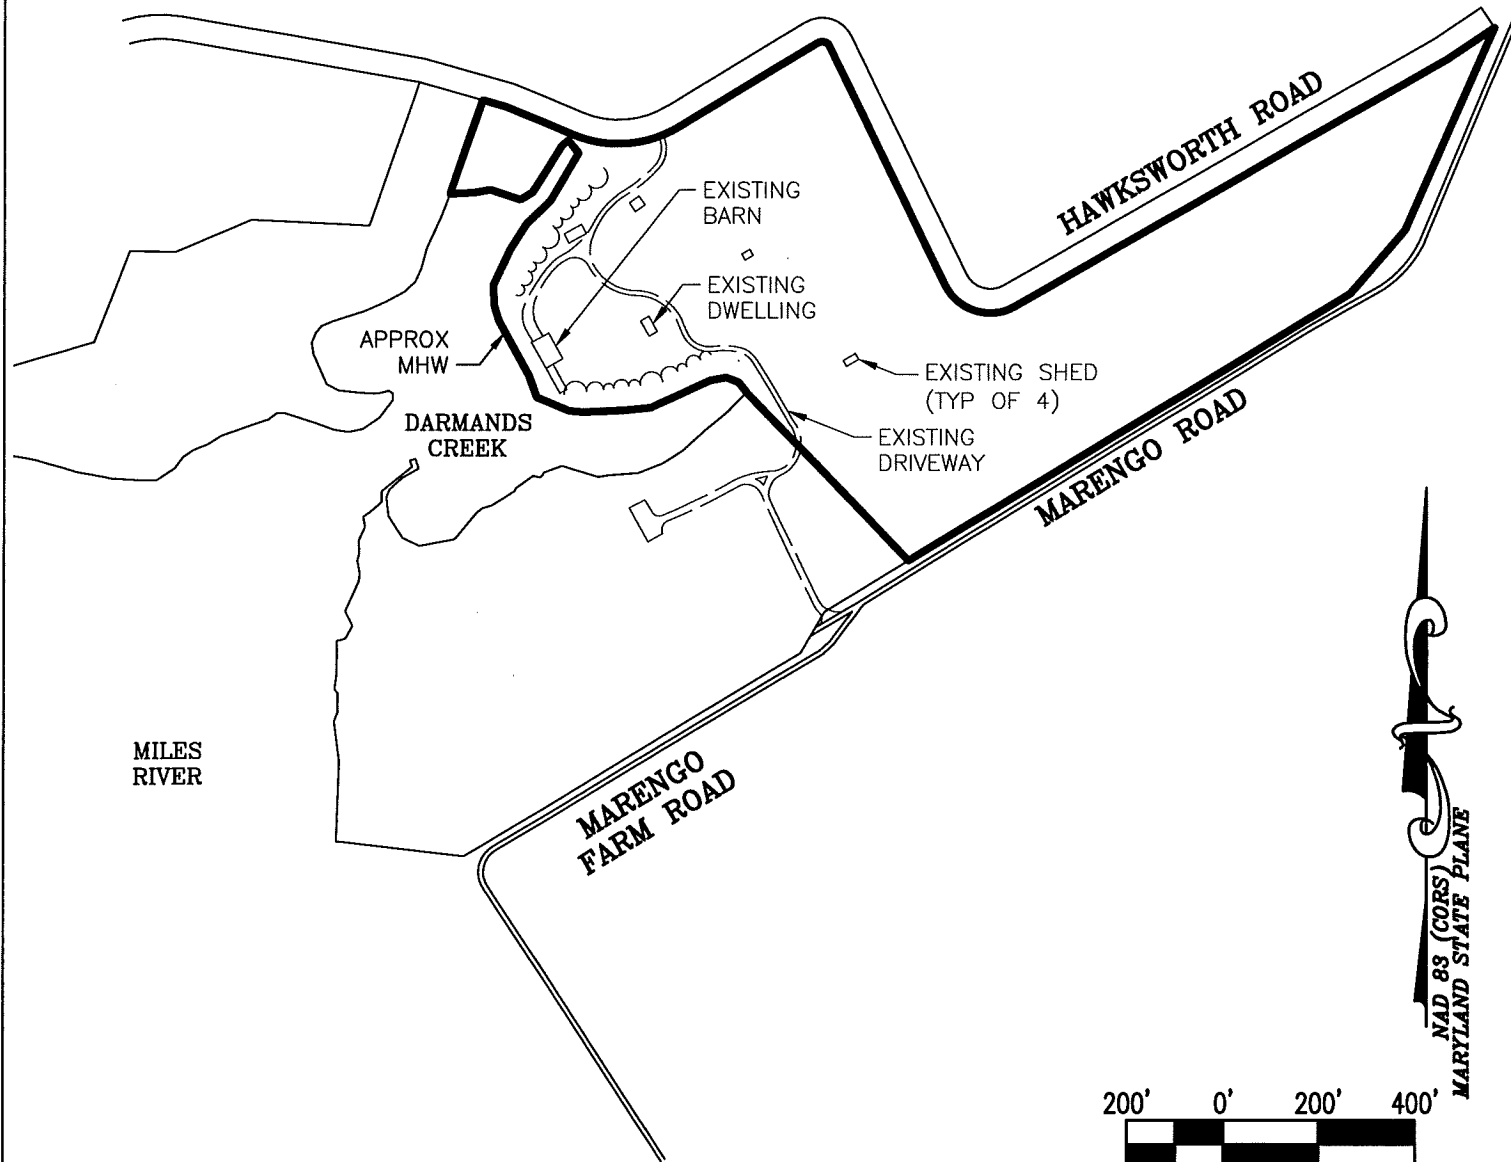 HAWKSWORTH ROAD
EXISTING
BARN
EXISTING
DWELLING
APPROX
MHW
EXISTING SHED
(TYP OF 4)
DARMANDS
CREEK
EXISTING
DRIVEWAY
MARENGO ROAD
MILES
RIVER
MARENGO
FARM ROAD
NAD 83 (CORS)
MARYLAND STATE PLANE
200' 0' 200' 400'